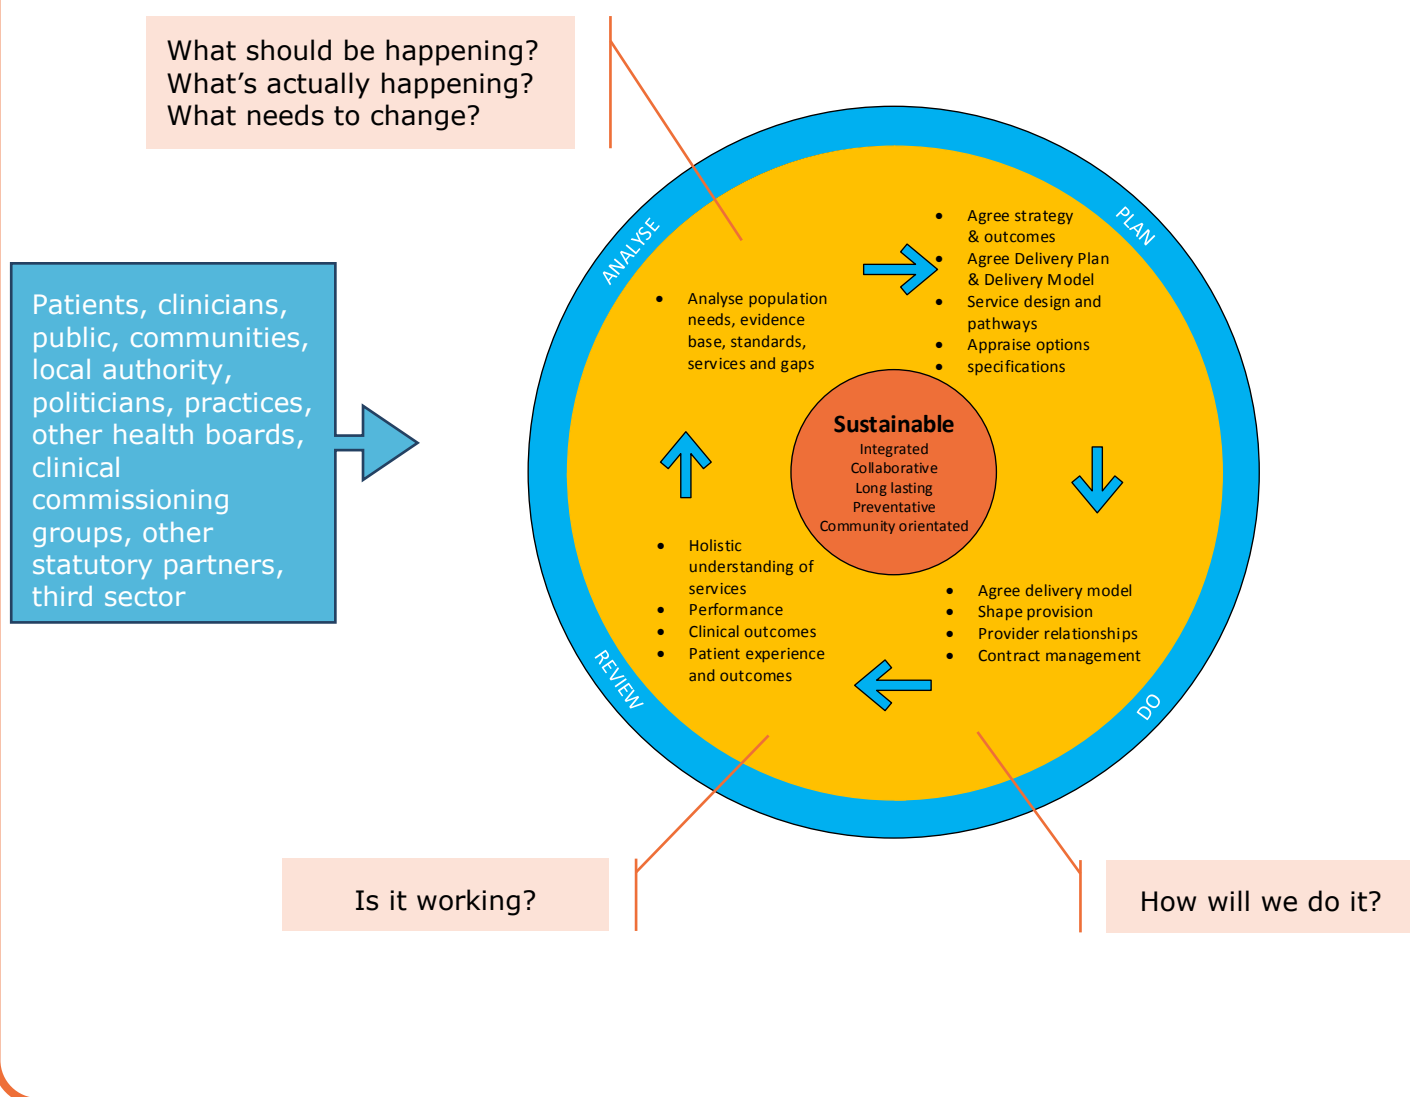 What should be happening?
What’s actually happening?
What needs to change?
Patients, clinicians,
public, communities,
local authority,
politicians, practices,
other health boards,
clinical
commissioning
groups, other
statutory partners,
third sector
ANALYSE
PLAN
• Analyse population
needs, evidence
base, standards,
services and gaps
• Agree strategy
& outcomes
• Agree Delivery Plan
& Delivery Model
• Service design and
pathways
• Appraise options
• specifications
Sustainable
Integrated
Collaborative
Long lasting
Preventative
Community orientated
• Holistic
understanding of
services
• Performance
• Clinical outcomes
• Patient experience
and outcomes
• Agree delivery model
• Shape provision
• Provider relationships
• Contract management
REVIEW
DO
Is it working?
How will we do it?